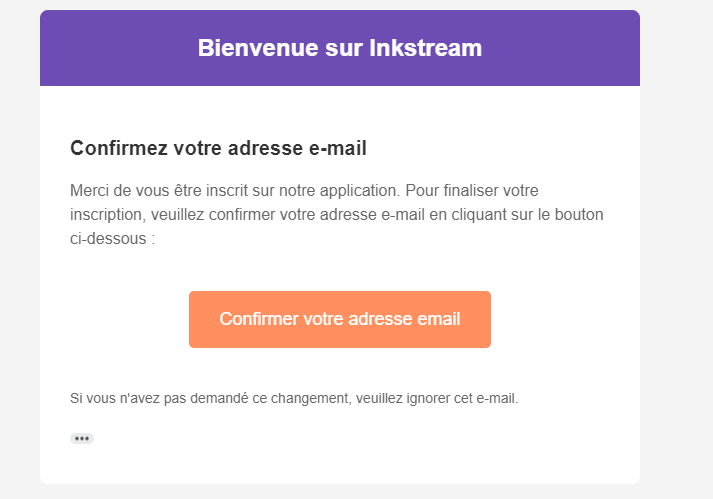 Bienvenue sur Inkstream
Confirmez votre adresse e-mail
Merci de vous être inscrit sur notre application. Pour finaliser votre
inscription, veuillez confirmer votre adresse e-mail en cliquant sur le bouton
ci-dessous :
Confirmer votre adresse email
Si vous n'avez pas demandé ce changement, veuillez ignorer cet e-mail.